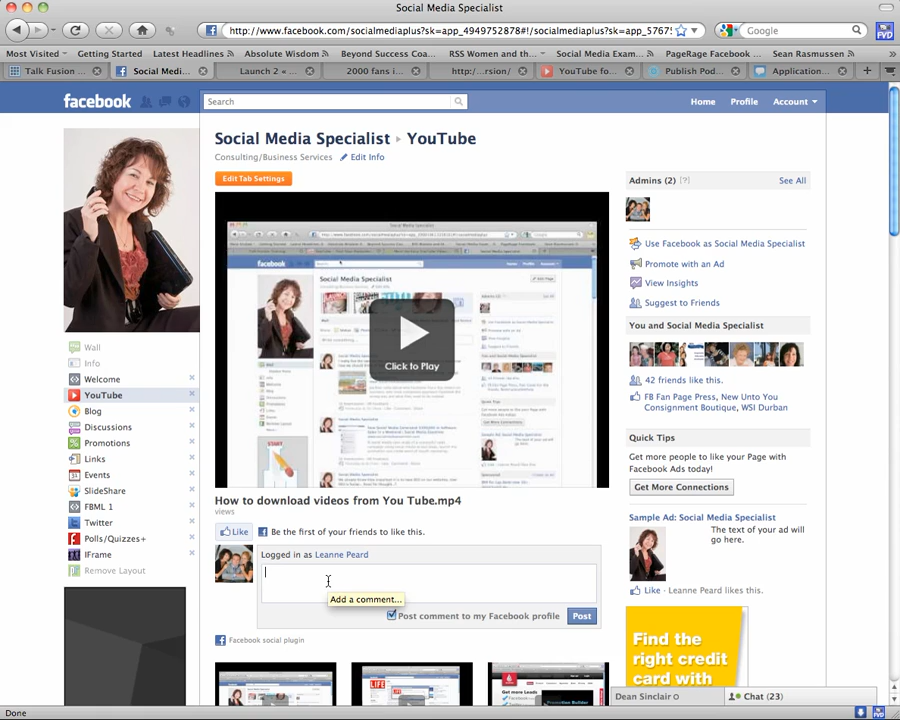 Social Media Specialist
http://www.facebook.com/socialmediaplus?sk=app_4949752878#!/socialmediaplus?sk=app_5767
Google
Most Visited
Getting Started
Latest Headlines
Absolute Wisdom
Beyond Success Coa...
RSS Women and th...
Social Media Exam...
PageRage Facebook...
Sean Rasmussen
Talk Fusion ...
Social Medi...
Launch 2 «...
2000 fans i...
http:/...rsion/
YouTube fo...
Publish Pod...
Application...
facebook
Search
Home
Profile
Account
Social Media Specialist ▸ YouTube
Consulting/Business Services
Edit Info
Edit Tab Settings
Wall
Info
Welcome
YouTube
Blog
Discussions
Promotions
Links
Events
SlideShare
FBML 1
Twitter
Polls/Quizzes+
IFrame
Remove Layout
facebook
Social Media Specialist
Click to Play
How to download videos from You Tube.mp4
views
Like
Be the first of your friends to like this.
Logged in as Leanne Peard
Add a comment...
Post comment to my Facebook profile
Post
Facebook social plugin
Admins (2) [?]
See All
Use Facebook as Social Media Specialist
Promote with an Ad
View Insights
Suggest to Friends
You and Social Media Specialist
42 friends like this.
FB Fan Page Press, New Unto You
Consignment Boutique, WSI Durban
Quick Tips
Get more people to like your Page with
Facebook Ads today!
Get More Connections
Sample Ad: Social Media Specialist
The text of your ad will
go here.
Like · Leanne Peard likes this.
Find the
right credit
card with
Dean Sinclair
Chat (23)
Done